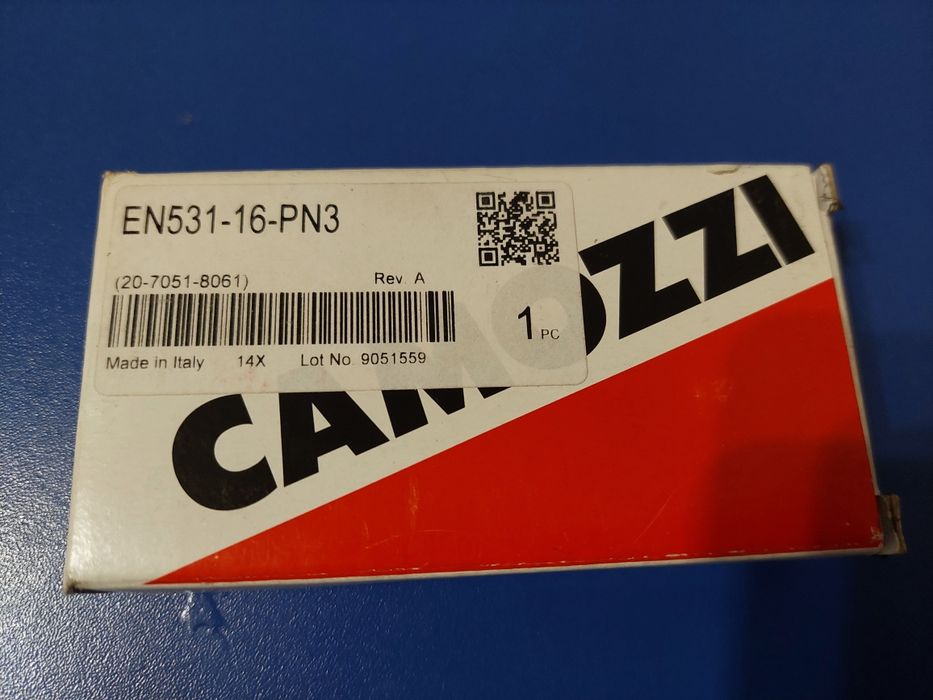 EN531-16-PN3
(20-7051-8061) Rev. A
1 PC
Made in Italy 14X Lot No. 9051559
CAMOZZI